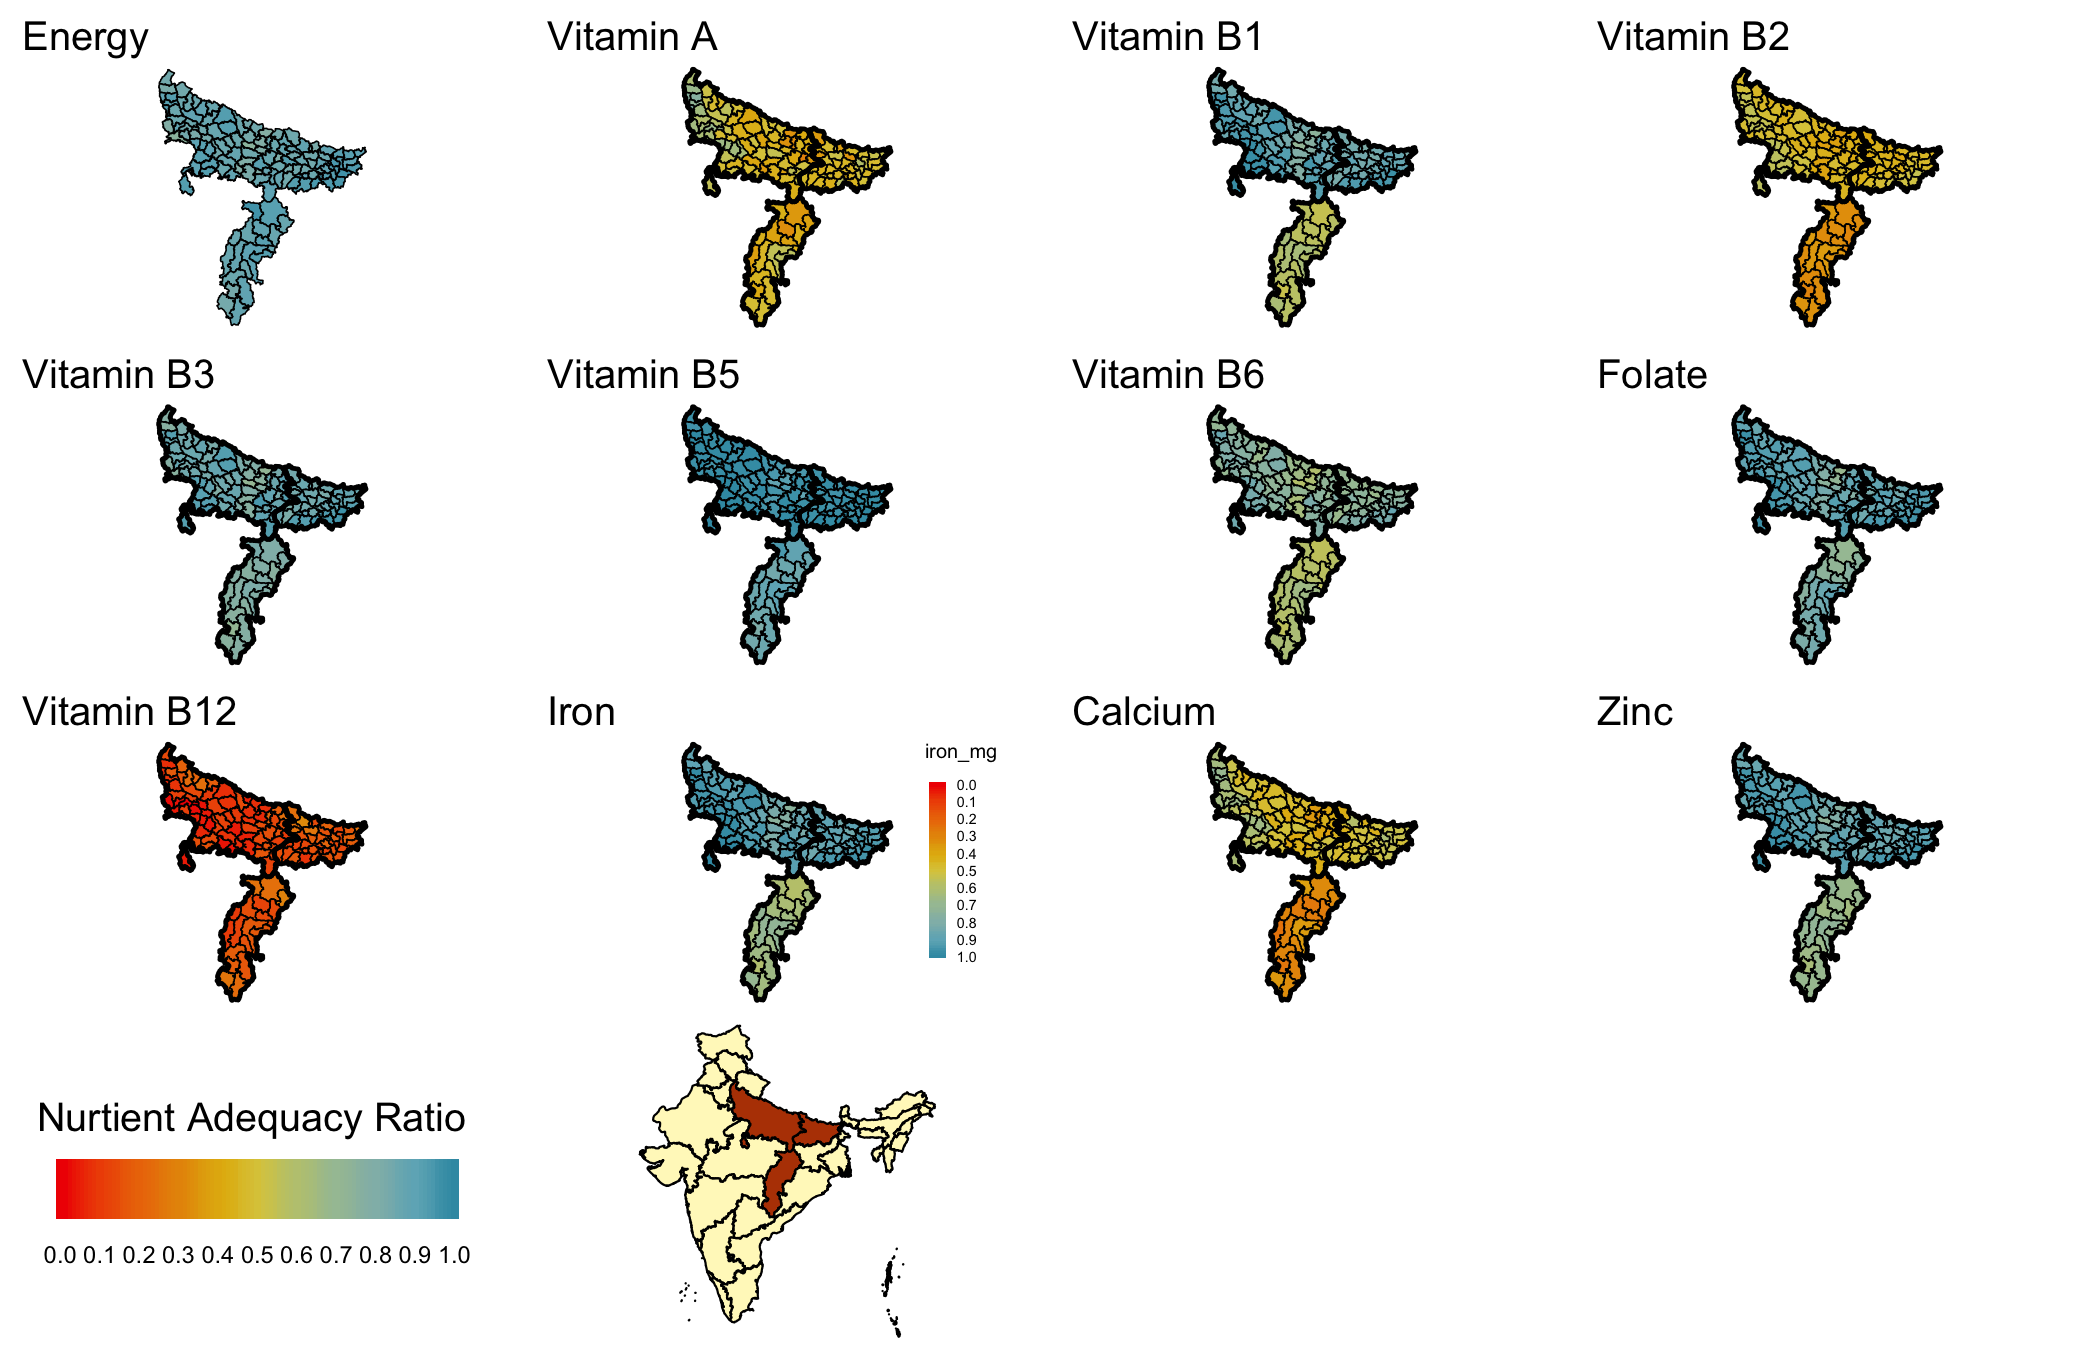 Energy
Vitamin A
Vitamin B1
Vitamin B2
Vitamin B3
Vitamin B5
Vitamin B6
Folate
Vitamin B12
Iron
iron_mg
0.0
0.1
0.2
0.3
0.4
0.5
0.6
0.7
0.8
0.9
1.0
Calcium
Zinc
Nurtient Adequacy Ratio
0.0 0.1 0.2 0.3 0.4 0.5 0.6 0.7 0.8 0.9 1.0